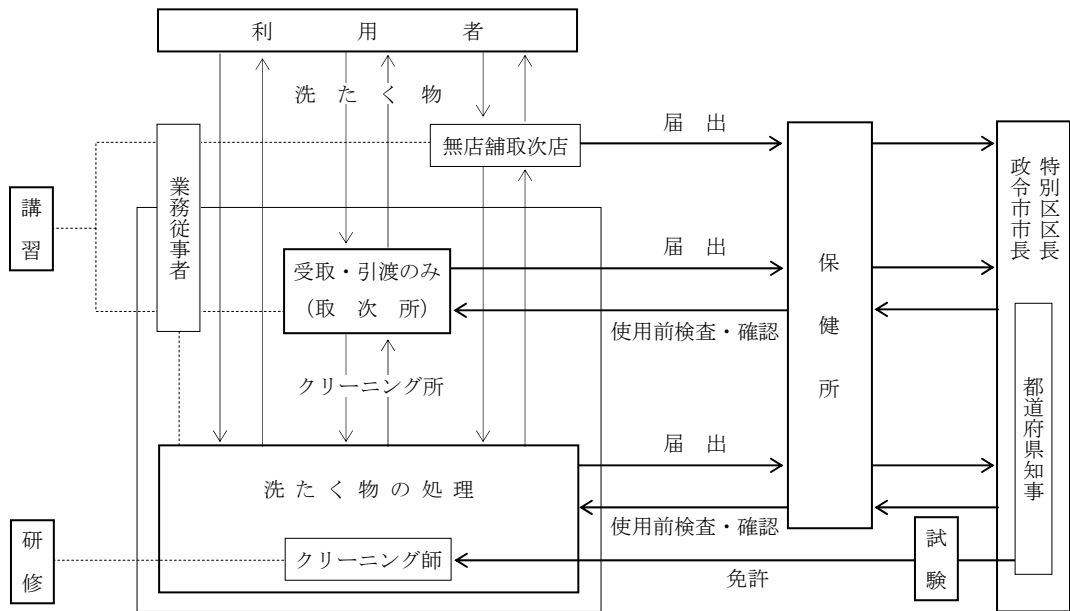 利用者
洗たく物
届出
無店舗取次店
講習
業務従事者
受取・引渡のみ
（取次所）
届出
使用前検査・確認
保健所
特別区区長
政令市市長
都道府県知事
クリーニング所
届出
洗たく物の処理
使用前検査・確認
研修
クリーニング師
免許
試験